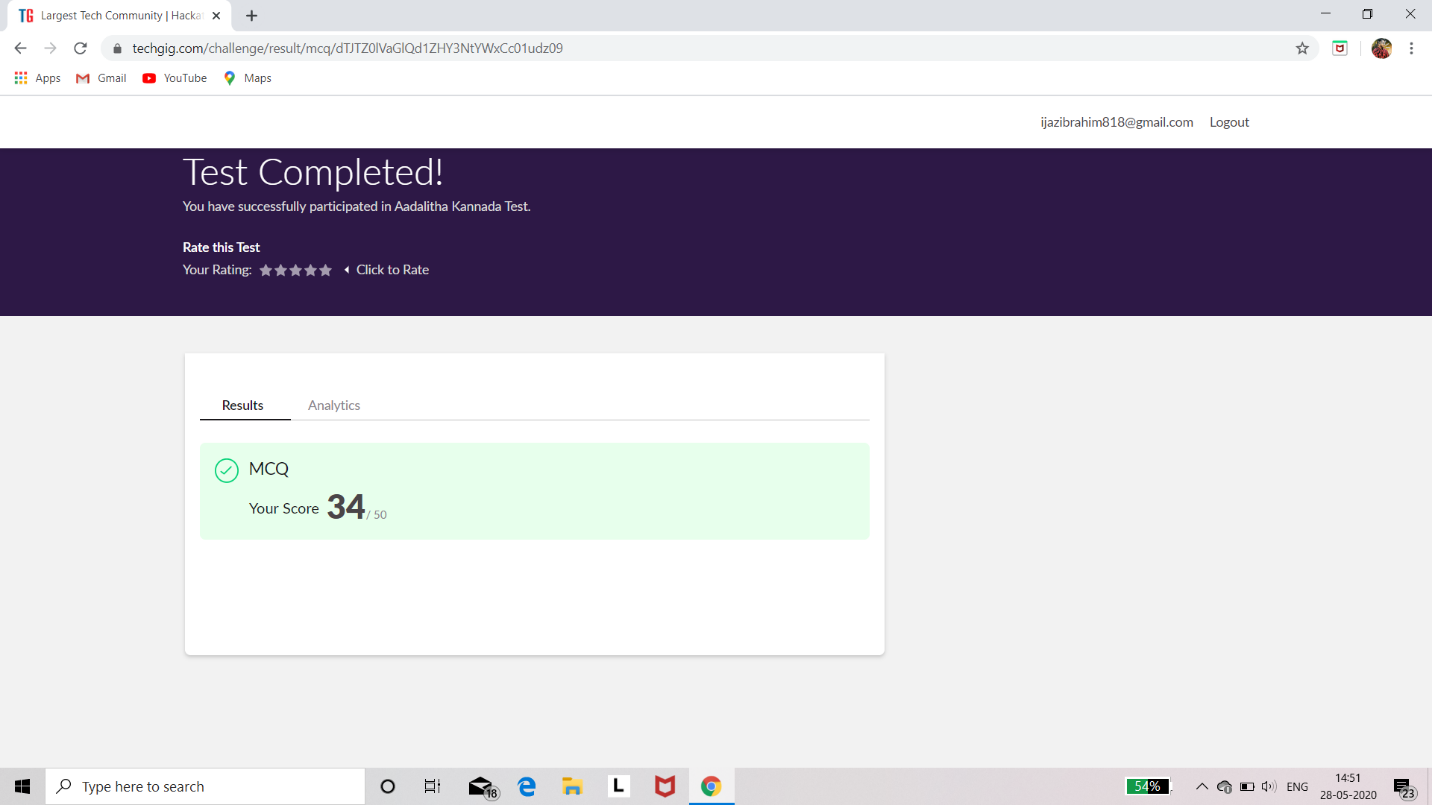 TG Largest Tech Community | Hacka
techgig.com/challenge/result/mcq/dTJTZ0lVaGlQd1ZHY3NtYWxCc01udz09
Apps Gmail YouTube Maps
ijazibrahim818@gmail.com Logout
Test Completed!
You have successfully participated in Aadalitha Kannada Test.
Rate this Test
Your Rating: Click to Rate
Results Analytics
MCQ
Your Score 34 / 50
Type here to search
18
L
54%
ENG
14:51
28-05-2020
23